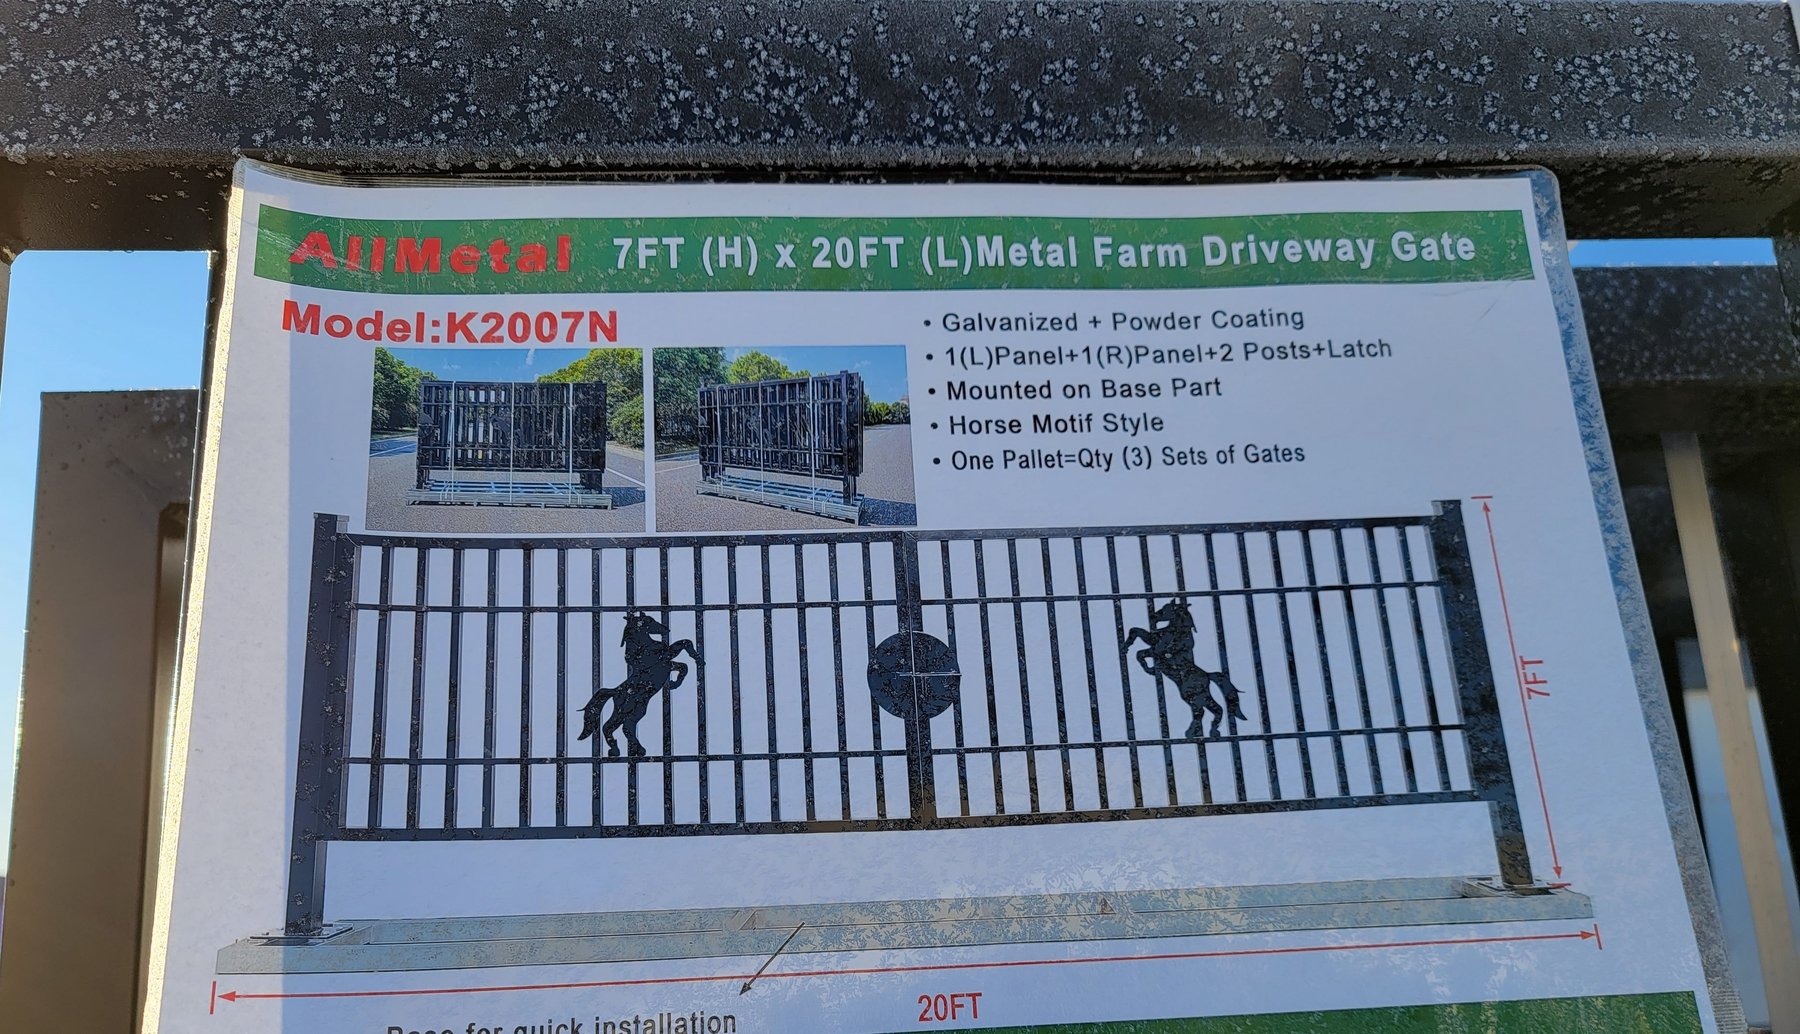 AllMetal 7FT (H) x 20FT (L)Metal Farm Driveway Gate
Model:K2007N
• Galvanized + Powder Coating
• 1(L)Panel+1(R)Panel+2 Posts+Latch
• Mounted on Base Part
• Horse Motif Style
• One Pallet=Qty (3) Sets of Gates
7FT
20FT
Base for quick installation